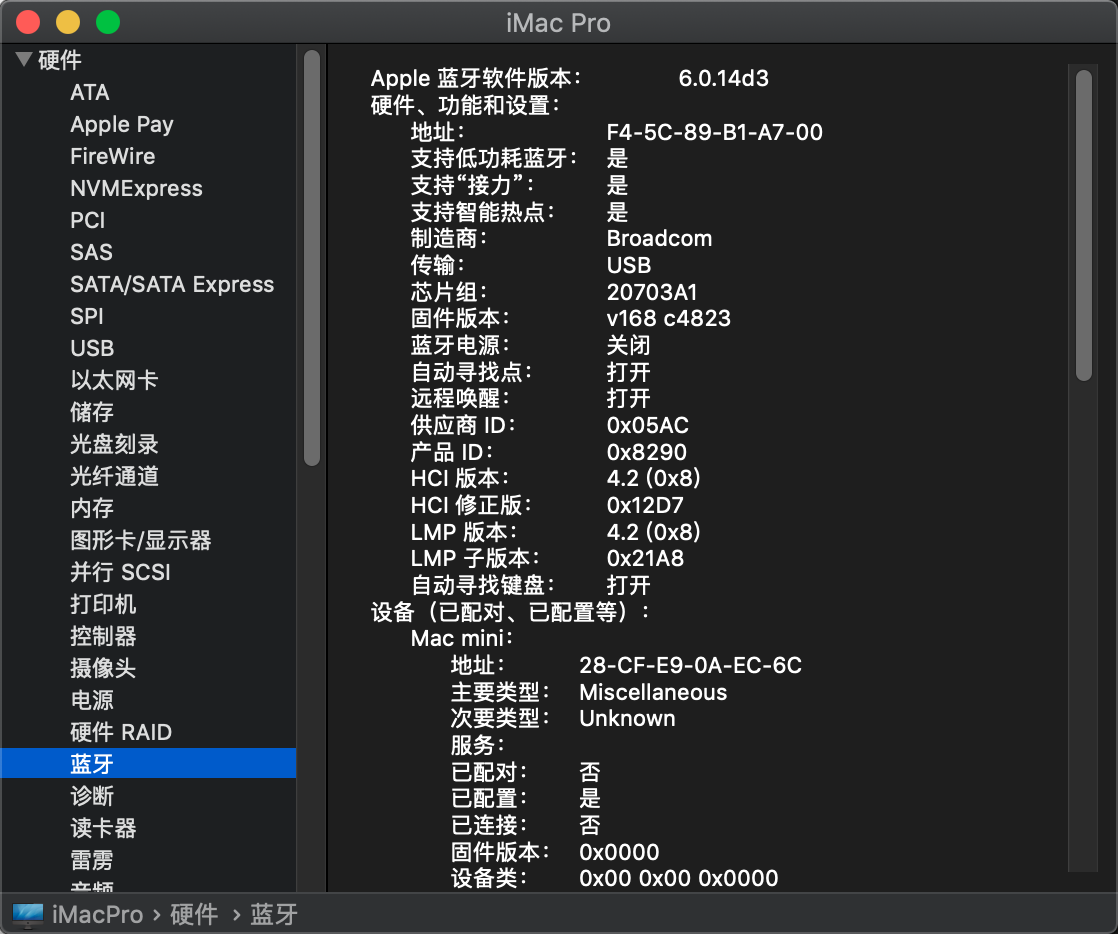 iMac Pro
硬件
ATA
Apple Pay
FireWire
NVMExpress
PCI
SAS
SATA/SATA Express
SPI
USB
以太网卡
储存
光盘刻录
光纤通道
内存
图形卡/显示器
并行 SCSI
打印机
控制器
摄像头
电源
硬件 RAID
蓝牙
诊断
读卡器
雷雳
音频
Apple 蓝牙软件版本： 6.0.14d3
硬件、功能和设置：
地址： F4-5C-89-B1-A7-00
支持低功耗蓝牙： 是
支持“接力”： 是
支持智能热点： 是
制造商： Broadcom
传输： USB
芯片组： 20703A1
固件版本： v168 c4823
蓝牙电源： 关闭
自动寻找点： 打开
远程唤醒： 打开
供应商 ID： 0x05AC
产品 ID： 0x8290
HCI 版本： 4.2 (0x8)
HCI 修正版： 0x12D7
LMP 版本： 4.2 (0x8)
LMP 子版本： 0x21A8
自动寻找键盘： 打开
设备（已配对、已配置等）：
Mac mini：
地址： 28-CF-E9-0A-EC-6C
主要类型： Miscellaneous
次要类型： Unknown
服务：
已配对： 否
已配置： 是
已连接： 否
固件版本： 0x0000
设备类： 0x00 0x00 0x0000
iMacPro › 硬件 › 蓝牙